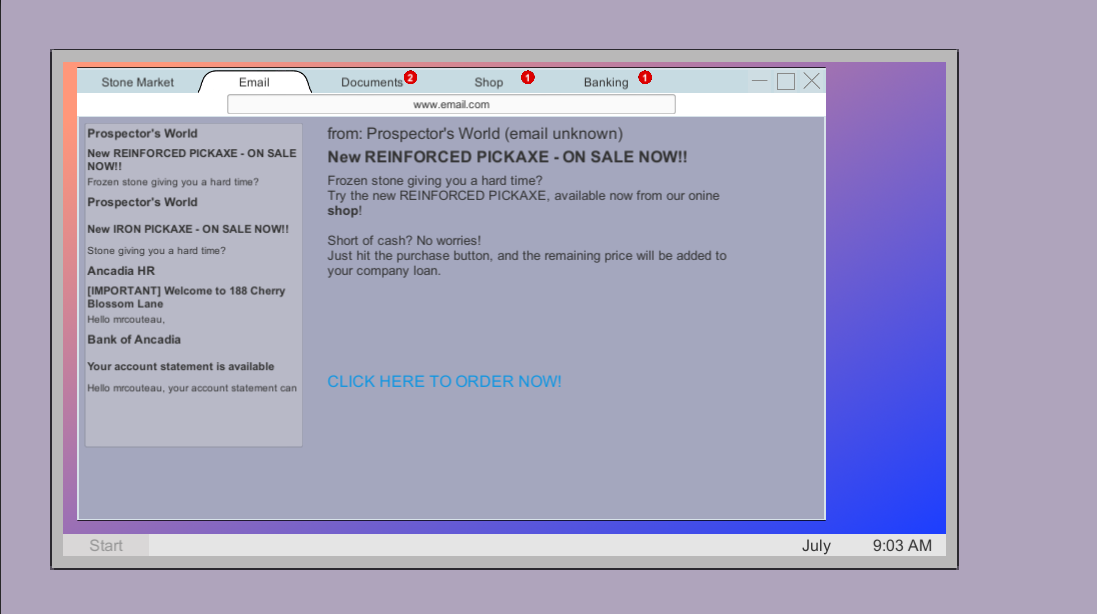 Stone Market
Email
Documents
2
Shop
1
Banking
1
www.email.com
Prospector's World
New REINFORCED PICKAXE - ON SALE
NOW!!
Frozen stone giving you a hard time?
Prospector's World
New IRON PICKAXE - ON SALE NOW!!
Stone giving you a hard time?
Ancadia HR
[IMPORTANT] Welcome to 188 Cherry
Blossom Lane
Hello mrcouteau,
Bank of Ancadia
Your account statement is available
Hello mrcouteau, your account statement can
from: Prospector's World (email unknown)
New REINFORCED PICKAXE - ON SALE NOW!!
Frozen stone giving you a hard time?
Try the new REINFORCED PICKAXE, available now from our onine
shop!
Short of cash? No worries!
Just hit the purchase button, and the remaining price will be added to
your company loan.
CLICK HERE TO ORDER NOW!
Start
July
9:03 AM